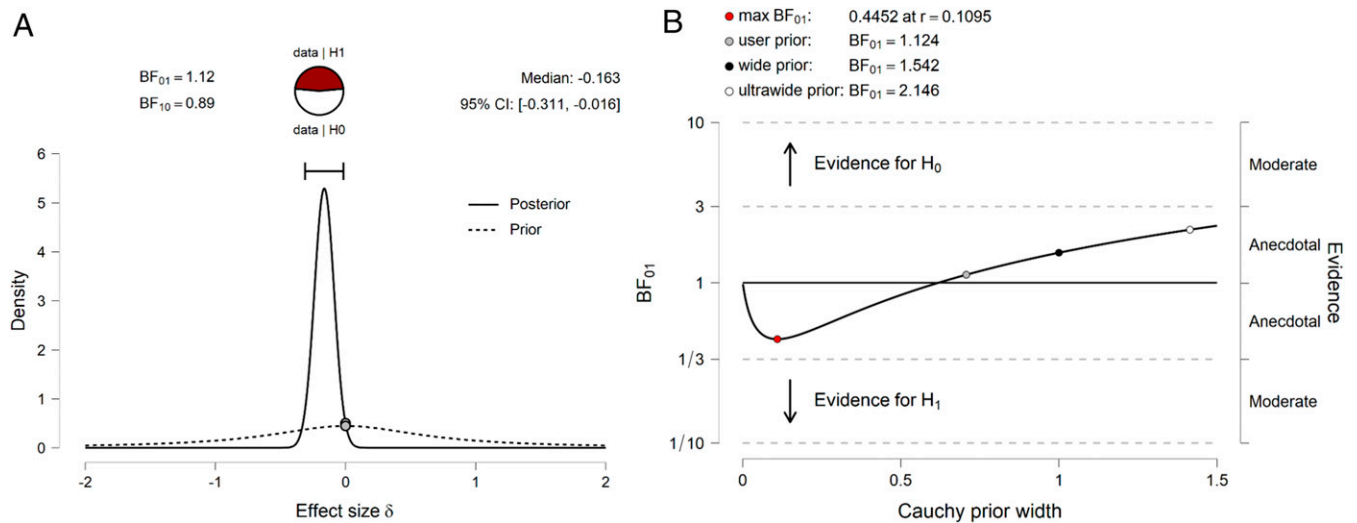 A
data | H1
BF01 = 1.12
BF10 = 0.89
data | H0
Median: -0.163
95% CI: [-0.311, -0.016]
6
5
4
3
2
1
0
Density
Posterior
Prior
-2
-1
0
1
2
Effect size δ
B
max BF01: 0.4452 at r = 0.1095
user prior: BF01 = 1.124
wide prior: BF01 = 1.542
ultrawide prior: BF01 = 2.146
10
3
1
1/3
1/10
BF01
Evidence for H0
Evidence for H1
Moderate
Anecdotal
Anecdotal
Moderate
Evidence
0
0.5
1
1.5
Cauchy prior width